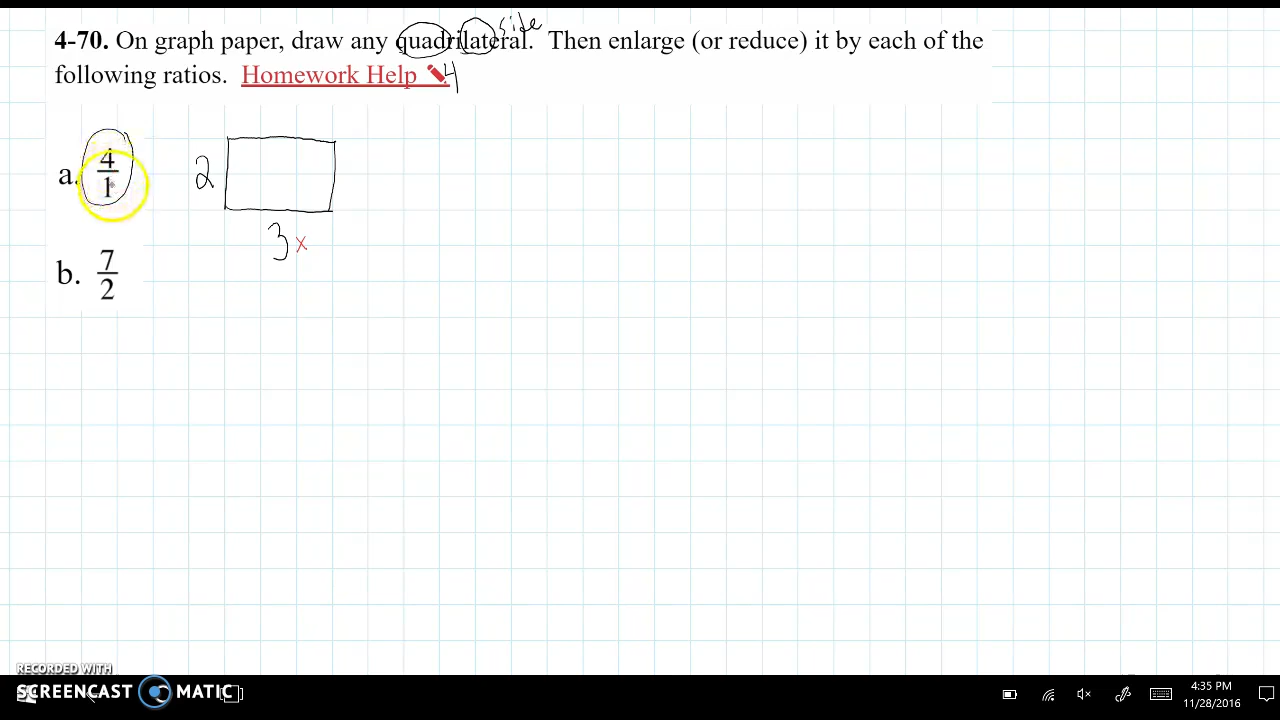 side
4-70. On graph paper, draw any quadrilateral. Then enlarge (or reduce) it by each of the
following ratios. Homework Help 4
a. 4/1
2
3 x
b. 7/2
RECORDED WITH
SCREENCAST MATIC
4:35 PM
11/28/2016